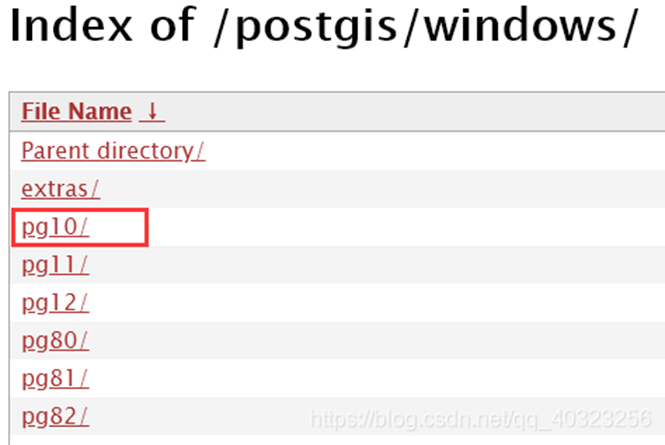 Index of /postgis/windows/
File Name ↓
Parent directory/
extras/
pg10/
pg11/
pg12/
pg80/
pg81/
pg82/
https://blog.csdn.net/qq_40323256